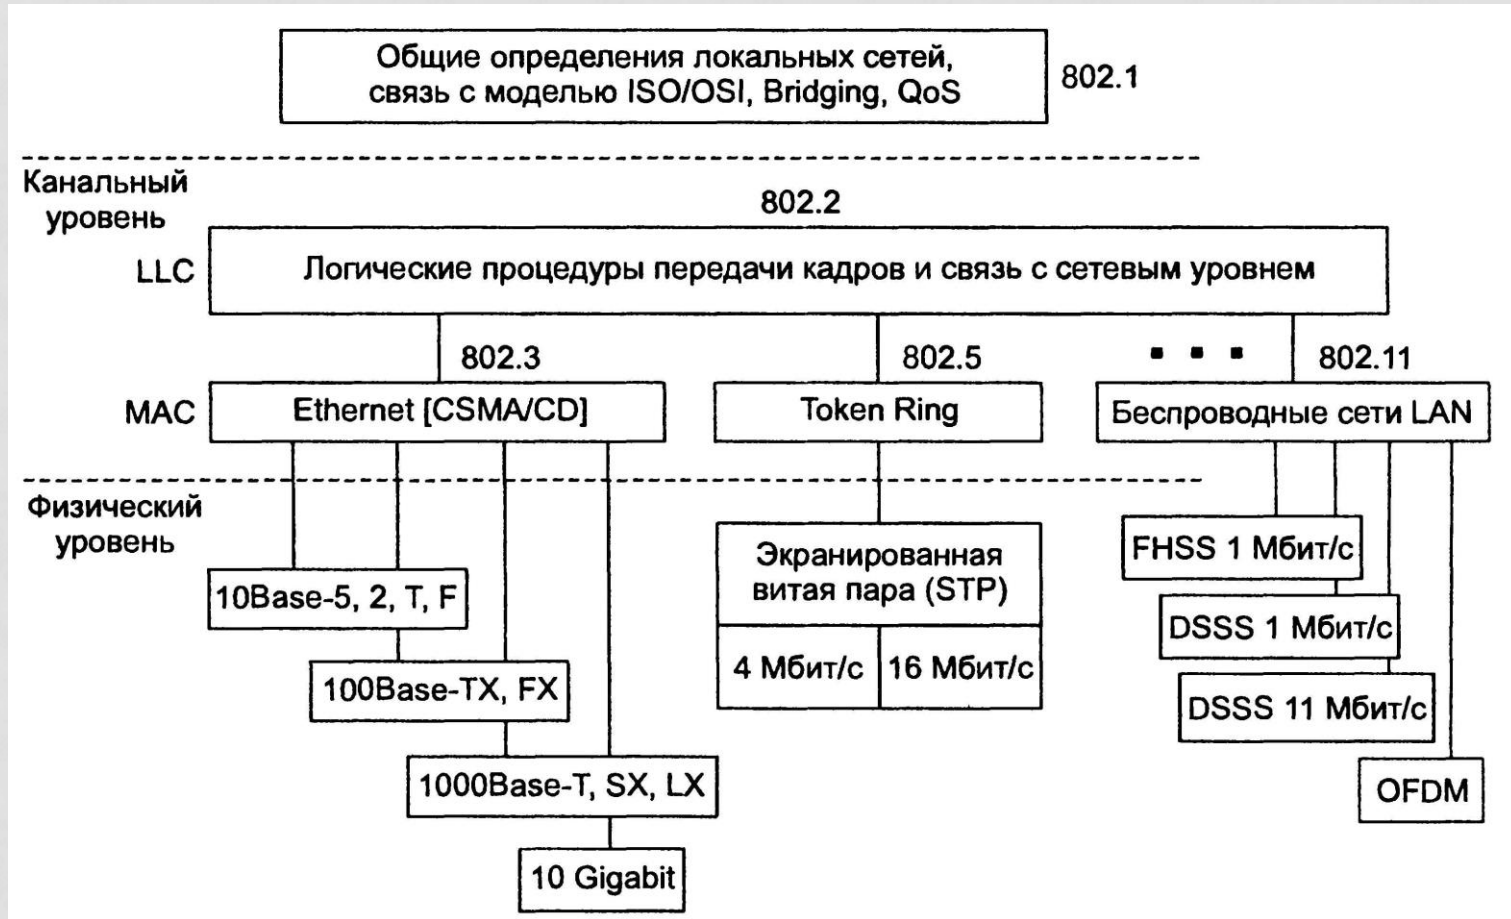 Общие определения локальных сетей,
связь с моделью ISO/OSI, Bridging, QoS
802.1
Канальный
уровень
802.2
LLC
Логические процедуры передачи кадров и связь с сетевым уровнем
802.3
802.5
802.11
MAC
Ethernet [CSMA/CD]
Token Ring
Беспроводные сети LAN
Физический
уровень
10Base-5, 2, T, F
100Base-TX, FX
1000Base-T, SX, LX
10 Gigabit
Экранированная
витая пара (STP)
4 Мбит/с
16 Мбит/с
FHSS 1 Мбит/с
DSSS 1 Мбит/с
DSSS 11 Мбит/с
OFDM